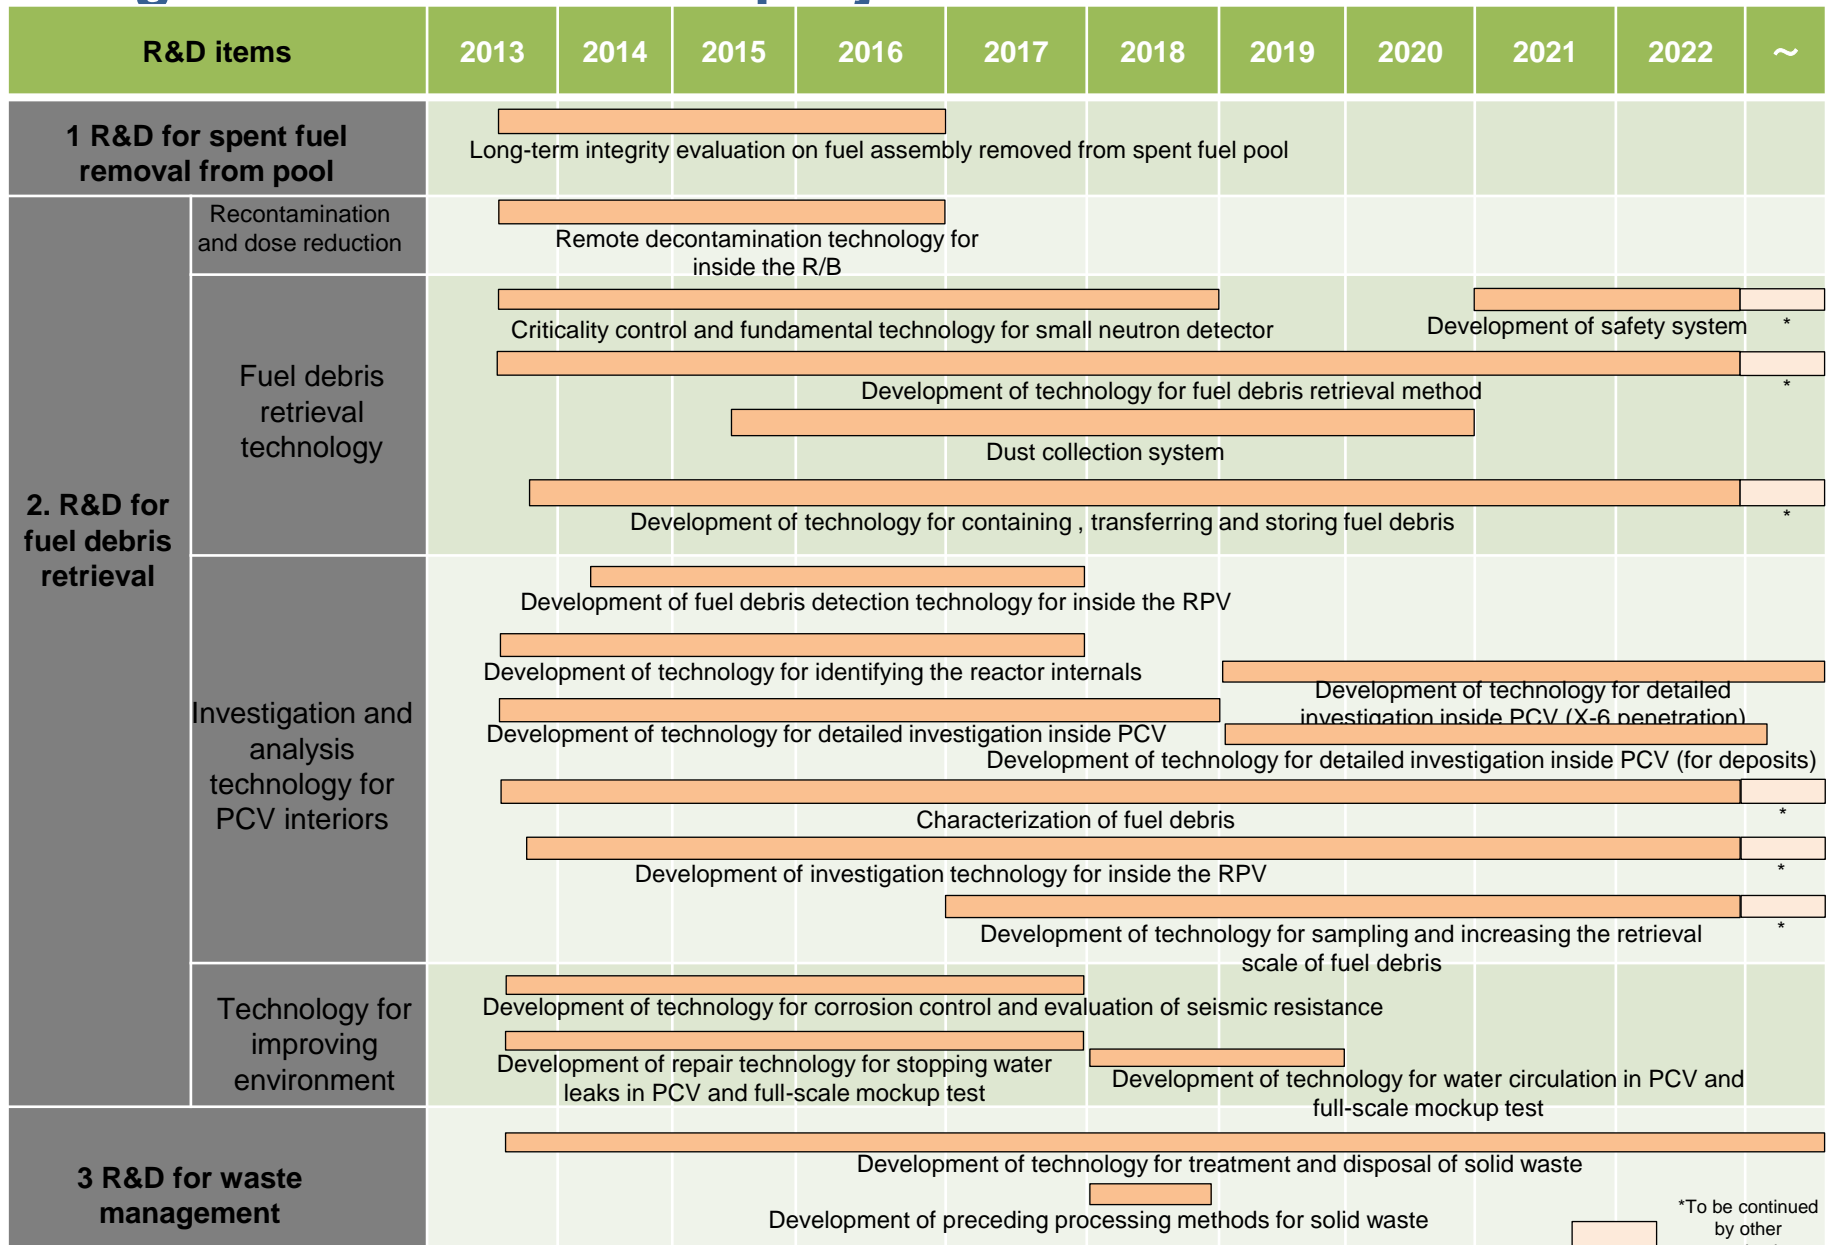 R&D items 2013 2014 2015 2016 2017 2018 2019 2020 2021 2022 ～
1 R&D for spent fuel
removal from pool
Long-term integrity evaluation on fuel assembly removed from spent fuel pool
2. R&D for
fuel debris
retrieval
Recontamination
and dose reduction
Remote decontamination technology for
inside the R/B
Fuel debris
retrieval
technology
Criticality control and fundamental technology for small neutron detector
Development of safety system *
Development of technology for fuel debris retrieval method *
Dust collection system
Development of technology for containing , transferring and storing fuel debris *
Investigation and
analysis
technology for
PCV interiors
Development of fuel debris detection technology for inside the RPV
Development of technology for identifying the reactor internals
Development of technology for detailed
investigation inside PCV (X-6 penetration)
Development of technology for detailed investigation inside PCV
Development of technology for detailed investigation inside PCV (for deposits)
Characterization of fuel debris *
Development of investigation technology for inside the RPV *
Development of technology for sampling and increasing the retrieval *
scale of fuel debris
Technology for
improving
environment
Development of technology for corrosion control and evaluation of seismic resistance
Development of repair technology for stopping water
leaks in PCV and full-scale mockup test
Development of technology for water circulation in PCV and
full-scale mockup test
3 R&D for waste
management
Development of technology for treatment and disposal of solid waste
Development of preceding processing methods for solid waste
*To be continued
by other